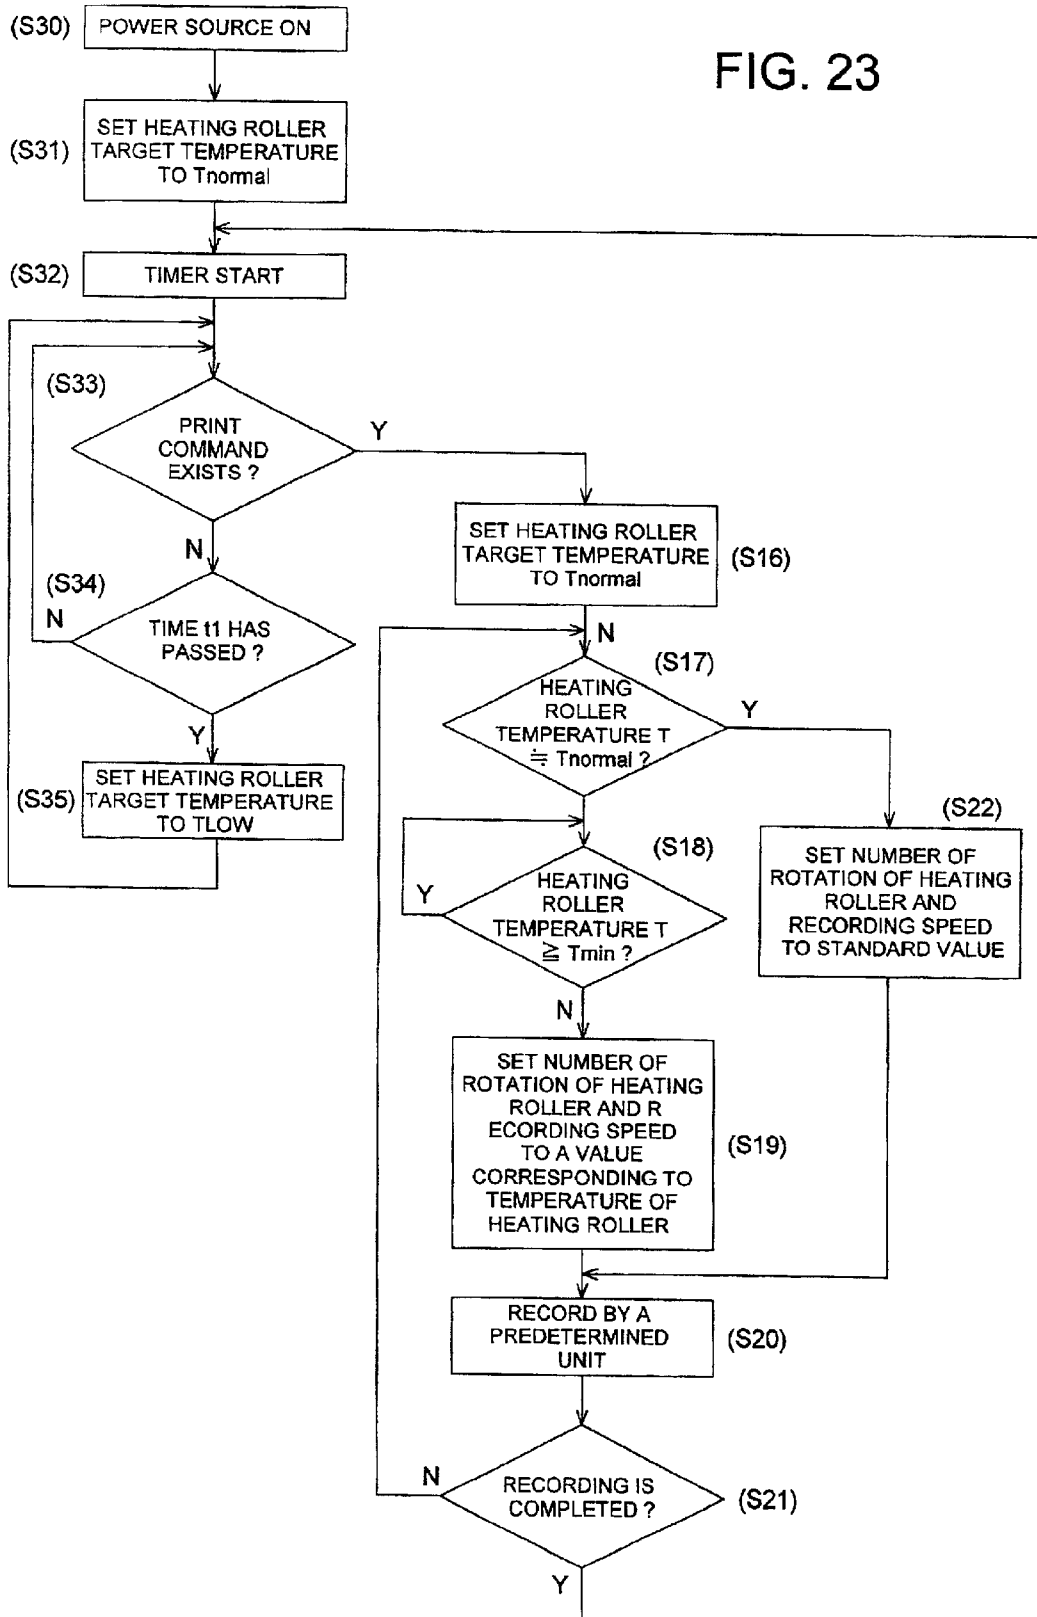 FIG. 23
(S30)
POWER SOURCE ON
(S31)
SET HEATING ROLLER
TARGET TEMPERATURE
TO Tnormal
(S32)
TIMER START
(S33)
PRINT
COMMAND
EXISTS ?
Y
N
(S34)
N
TIME t1 HAS
PASSED ?
Y
(S35)
SET HEATING ROLLER
TARGET TEMPERATURE
TO TLOW
SET HEATING ROLLER
TARGET TEMPERATURE
TO Tnormal
(S16)
N
(S17)
HEATING
ROLLER
TEMPERATURE T
≒ Tnormal ?
Y
(S18)
HEATING
ROLLER
TEMPERATURE T
≧ Tmin ?
Y
N
(S22)
SET NUMBER OF
ROTATION OF HEATING
ROLLER AND
RECORDING SPEED
TO STANDARD VALUE
SET NUMBER OF
ROTATION OF HEATING
ROLLER AND R
ECORDING SPEED
TO A VALUE
CORRESPONDING TO
TEMPERATURE OF
HEATING ROLLER
(S19)
RECORD BY A
PREDETERMINED
UNIT
(S20)
N
RECORDING IS
COMPLETED ?
(S21)
Y